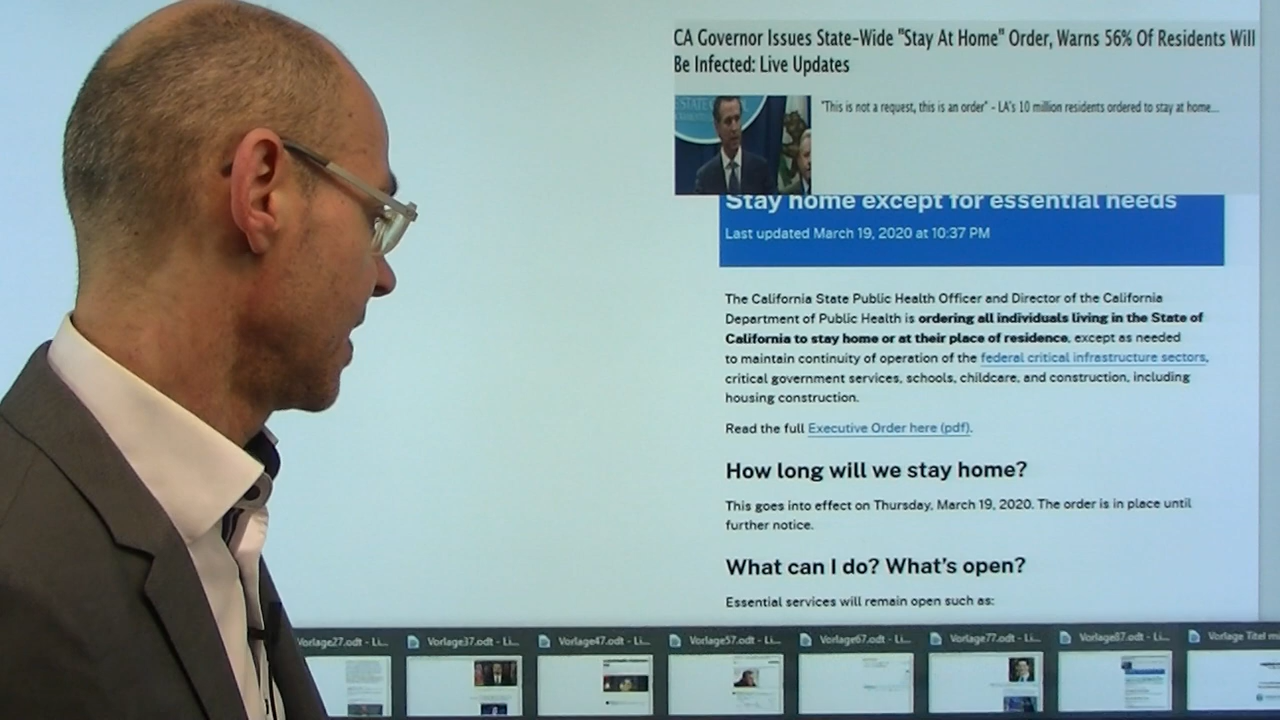 CA Governor Issues State-Wide "Stay At Home" Order, Warns 56% Of Residents Will
Be Infected: Live Updates
"This is not a request, this is an order" - LA's 10 million residents ordered to stay at home...
Stay home except for essential needs
Last updated March 19, 2020 at 10:37 PM
The California State Public Health Officer and Director of the California
Department of Public Health is ordering all individuals living in the State of
California to stay home or at their place of residence, except as needed
to maintain continuity of operation of the federal critical infrastructure sectors,
critical government services, schools, childcare, and construction, including
housing construction.
Read the full Executive Order here (pdf).
How long will we stay home?
This goes into effect on Thursday, March 19, 2020. The order is in place until
further notice.
What can I do? What's open?
Essential services will remain open such as:
Vorlage27.odt - Li... Vorlage37.odt - Li... Vorlage47.odt - Li... Vorlage57.odt - Li... Vorlage67.odt - Li... Vorlage77.odt - Li... Vorlage87.odt - Li... Vorlage Titel